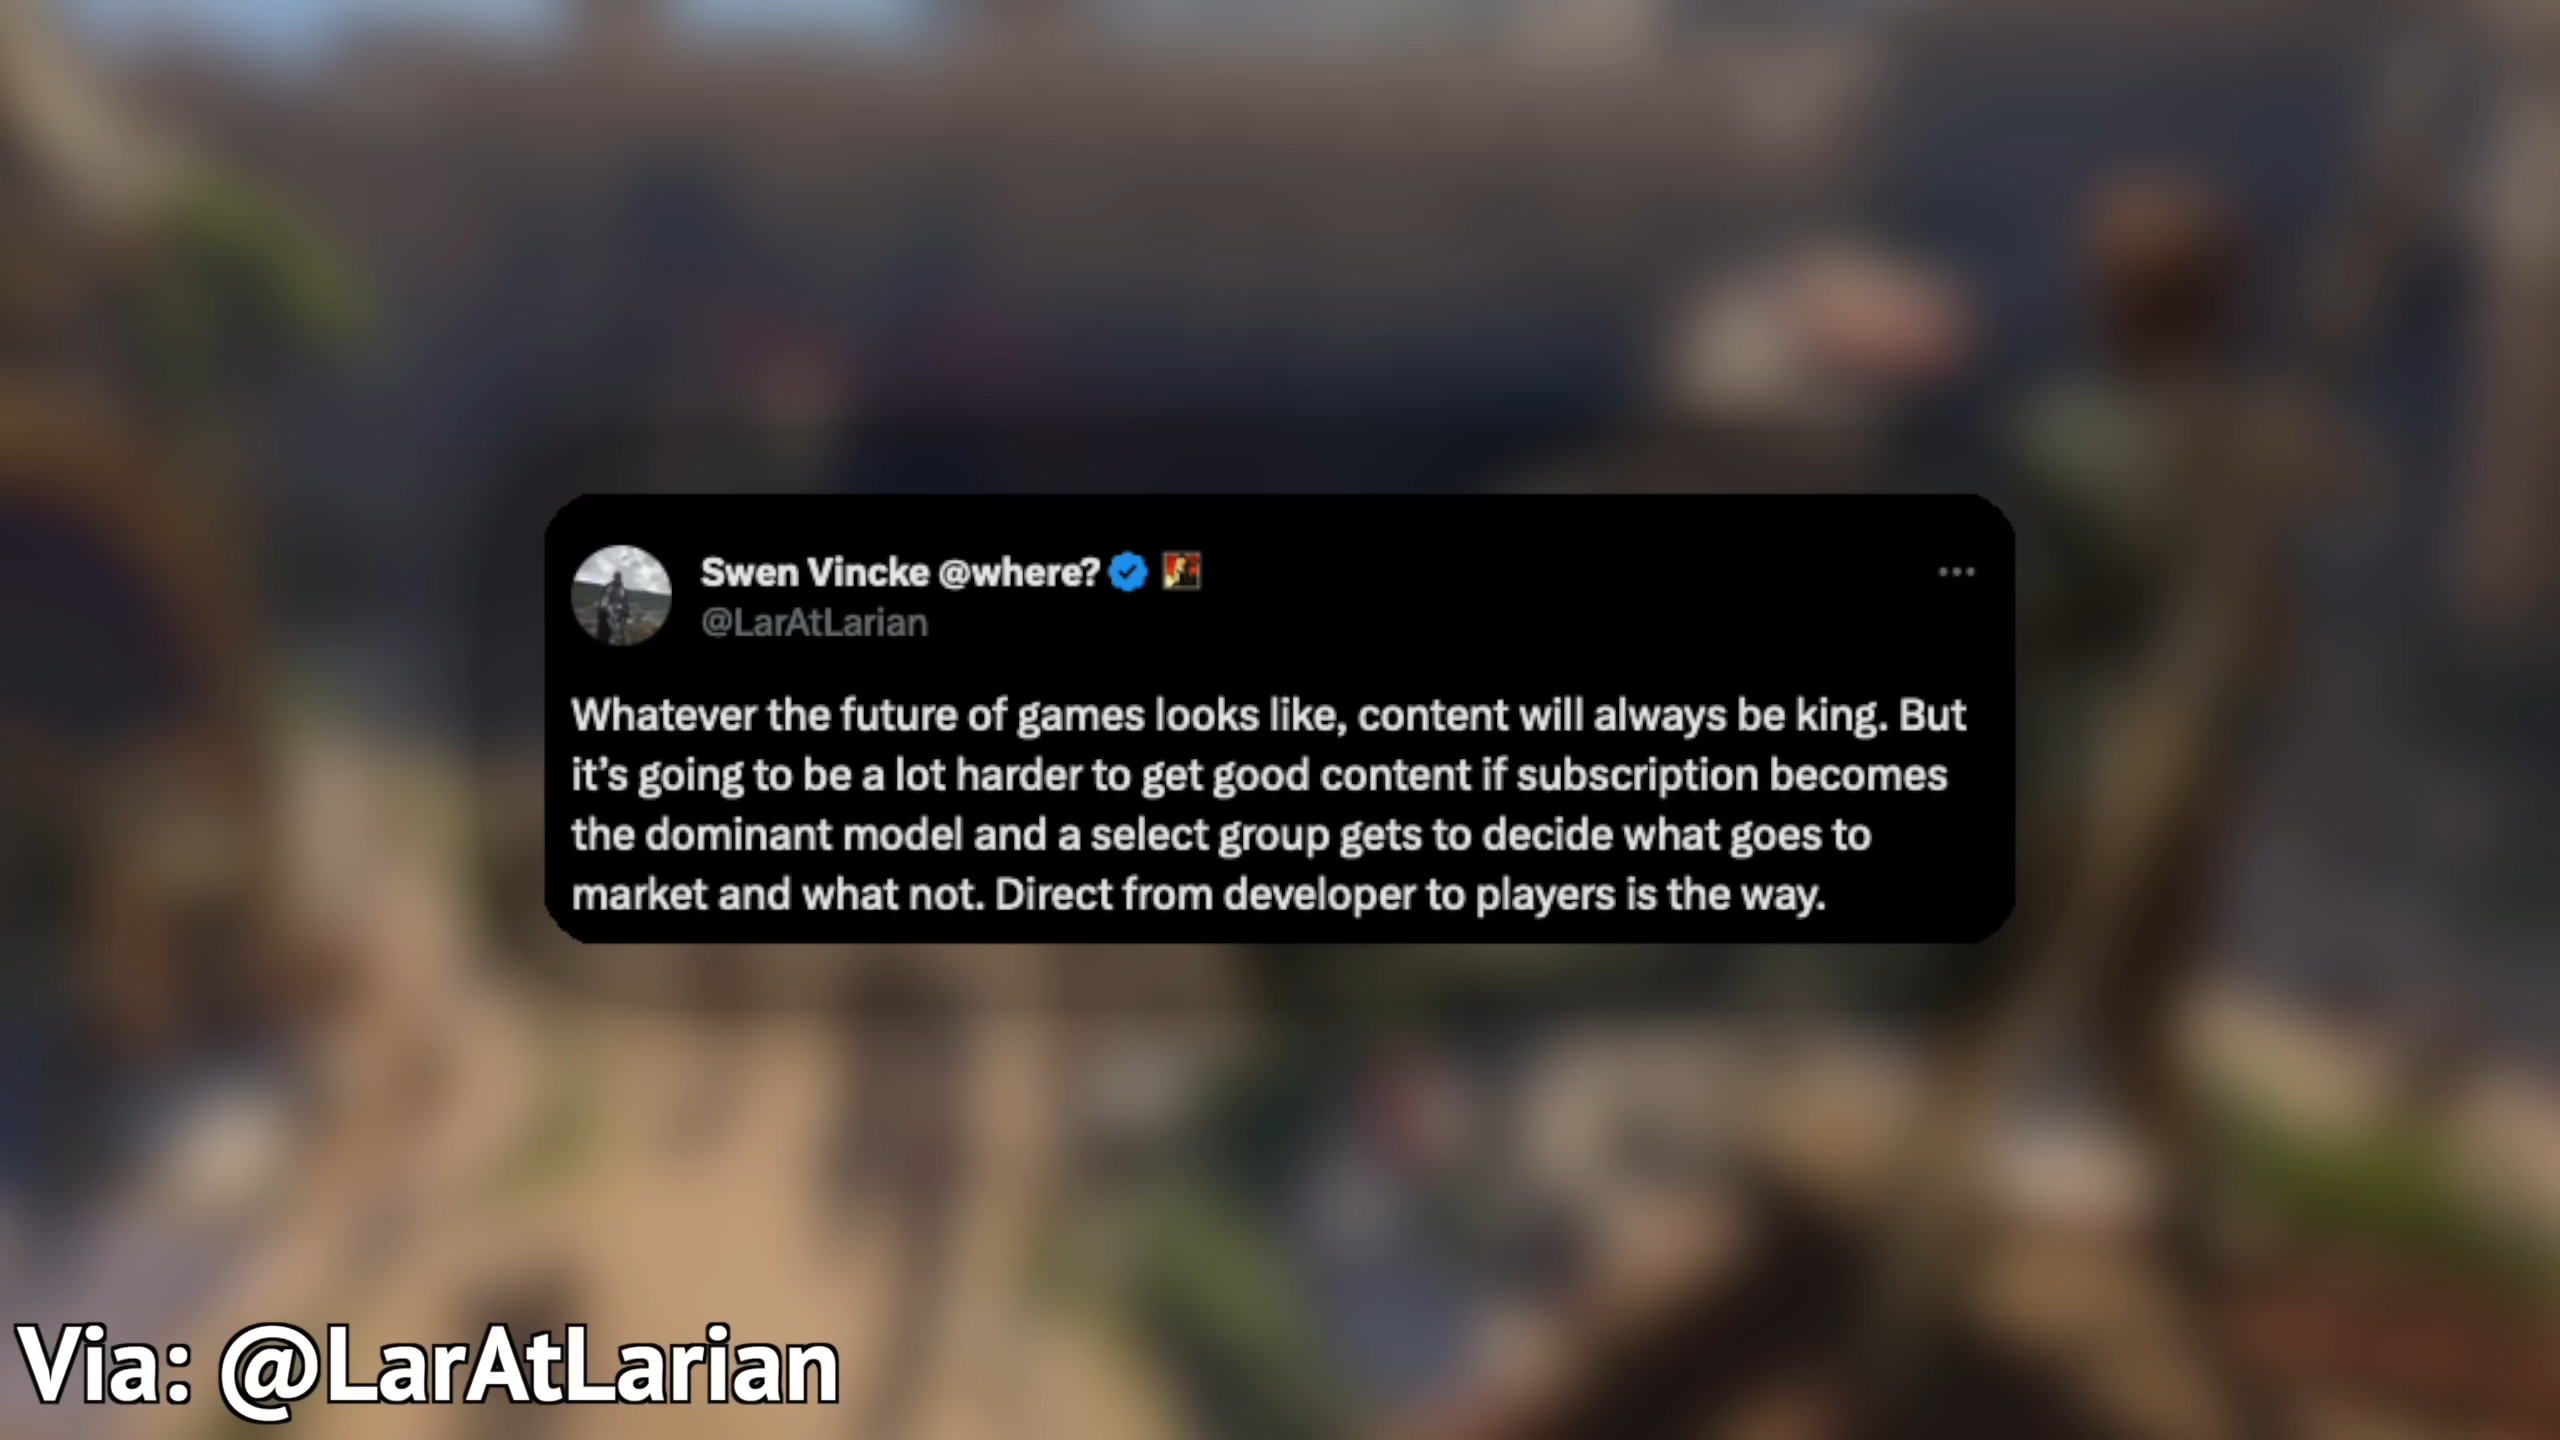 Swen Vincke @where?
@LarAtLarian
Whatever the future of games looks like, content will always be king. But
it’s going to be a lot harder to get good content if subscription becomes
the dominant model and a select group gets to decide what goes to
market and what not. Direct from developer to players is the way.
Via: @LarAtLarian